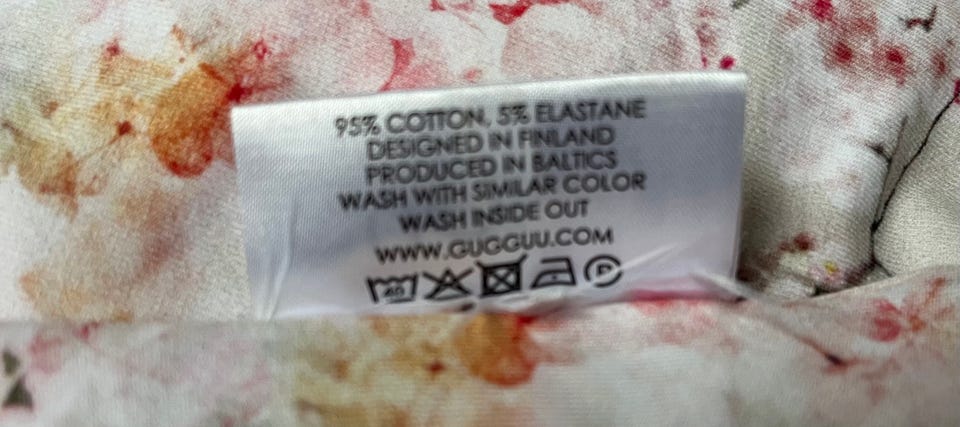 95% COTTON, 5% ELASTANE
DESIGNED IN FINLAND
PRODUCED IN BALTICS
WASH WITH SIMILAR COLOR
WASH INSIDE OUT
WWW.GUGGUU.COM
40 P